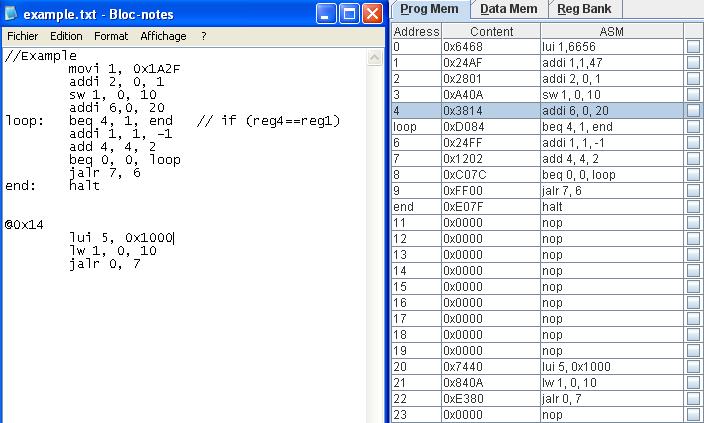 example.txt - Bloc-notes
Fichier Edition Format Affichage ?
//Example
movi 1, 0x1A2F
addi 2, 0, 1
sw 1, 0, 10
addi 6,0, 20
loop: beq 4, 1, end // if (reg4==reg1)
addi 1, 1, -1
add 4, 4, 2
beq 0, 0, loop
jalr 7, 6
end: halt
@0x14
lui 5, 0x1000
lw 1, 0, 10
jalr 0, 7
Prog Mem Data Mem Reg Bank
Address Content ASM
0 0x6468 lui 1,6656
1 0x24AF addi 1,1,47
2 0x2801 addi 2, 0, 1
3 0xA40A sw 1, 0, 10
4 0x3814 addi 6, 0, 20
loop 0xD084 beq 4, 1, end
6 0x24FF addi 1, 1, -1
7 0x1202 add 4, 4, 2
8 0xC07C beq 0, 0, loop
9 0xFF00 jalr 7, 6
end 0xE07F halt
11 0x0000 nop
12 0x0000 nop
13 0x0000 nop
14 0x0000 nop
15 0x0000 nop
16 0x0000 nop
17 0x0000 nop
18 0x0000 nop
19 0x0000 nop
20 0x7440 lui 5, 0x1000
21 0x840A lw 1, 0, 10
22 0xE380 jalr 0, 7
23 0x0000 nop